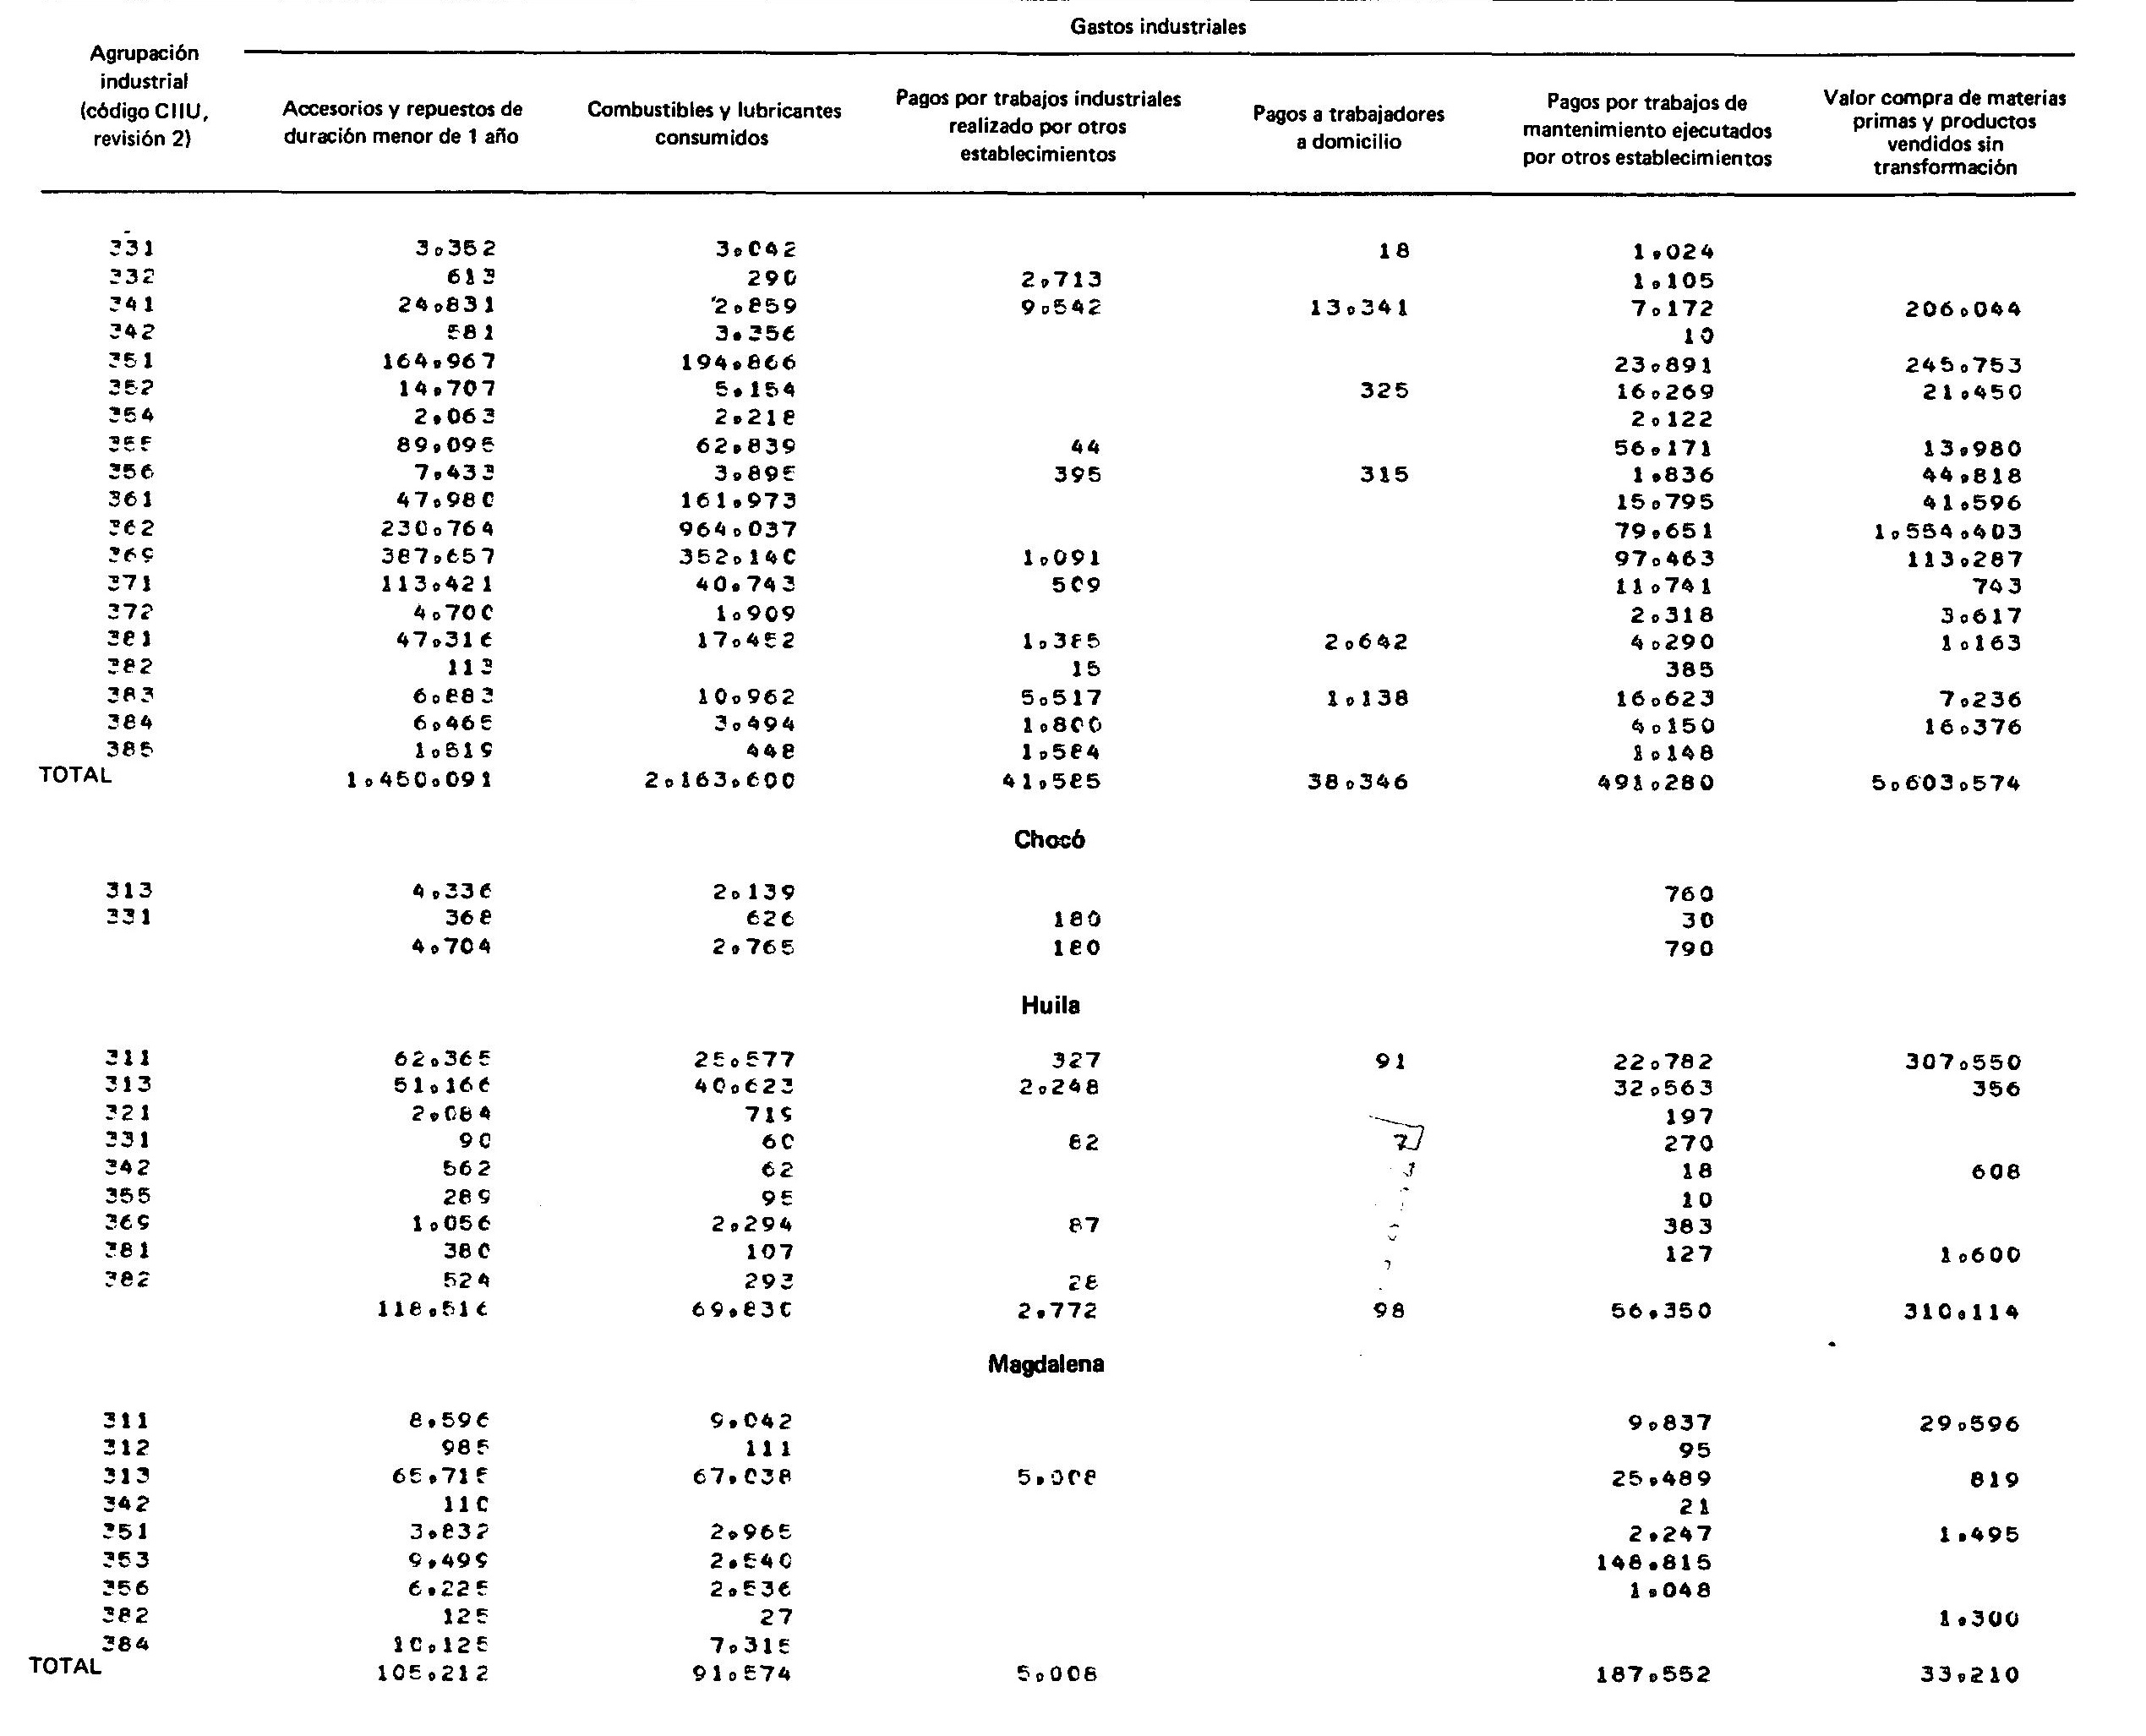 Gastos industriales
Agrupación industrial (código CIIU, revisión 2) Accesorios y repuestos de duración menor de 1 año Combustibles y lubricantes consumidos Pagos por trabajos industriales realizado por otros establecimientos Pagos a trabajadores a domicilio Pagos por trabajos de mantenimiento ejecutados por otros establecimientos Valor compra de materias primas y productos vendidos sin transformación
331 3.352 3.042 18 1.024
332 613 290 2.713 1.105
341 24.831 2.859 9.542 13.341 7.172 206.044
342 581 3.356 10
351 164.967 194.866 23.891 245.753
352 14.707 5.154 325 16.269 21.450
354 2.063 2.218 2.122
355 89.095 62.839 44 56.171 13.980
356 7.433 3.895 395 315 1.836 44.818
361 47.980 161.973 15.795 41.596
362 230.764 964.037 79.651 1.554.403
369 387.657 352.140 1.091 97.463 113.287
371 113.421 40.743 509 11.741 743
372 4.700 1.909 2.318 3.617
381 47.316 17.452 1.385 2.642 4.290 1.163
382 113 15 385
383 6.883 10.962 5.517 1.138 16.623 7.236
384 6.465 3.494 1.800 4.150 16.376
385 1.519 448 1.584 1.148
TOTAL 1.450.091 2.163.600 41.585 38.346 491.280 5.603.574
Chocó
313 4.336 2.139 760
331 368 626 180 30
4.704 2.765 180 790
Huila
311 62.365 25.577 327 91 22.782 307.550
313 51.166 40.623 2.248 32.563 356
321 2.084 719 197
331 90 60 82 7 270
342 562 62 18 608
355 289 95 10
369 1.056 2.294 87 383
381 380 107 127 1.600
382 524 293 28
118.516 69.830 2.772 98 56.350 310.114
Magdalena
311 8.596 9.042 9.837 29.596
312 985 111 95
313 65.715 67.038 5.008 25.489 819
342 110 21
351 3.832 2.965 2.247 1.495
353 9.499 2.540 148.815
356 6.225 2.536 1.048
382 125 27 1.300
384 10.125 7.315
TOTAL 105.212 91.574 5.008 187.552 33.210